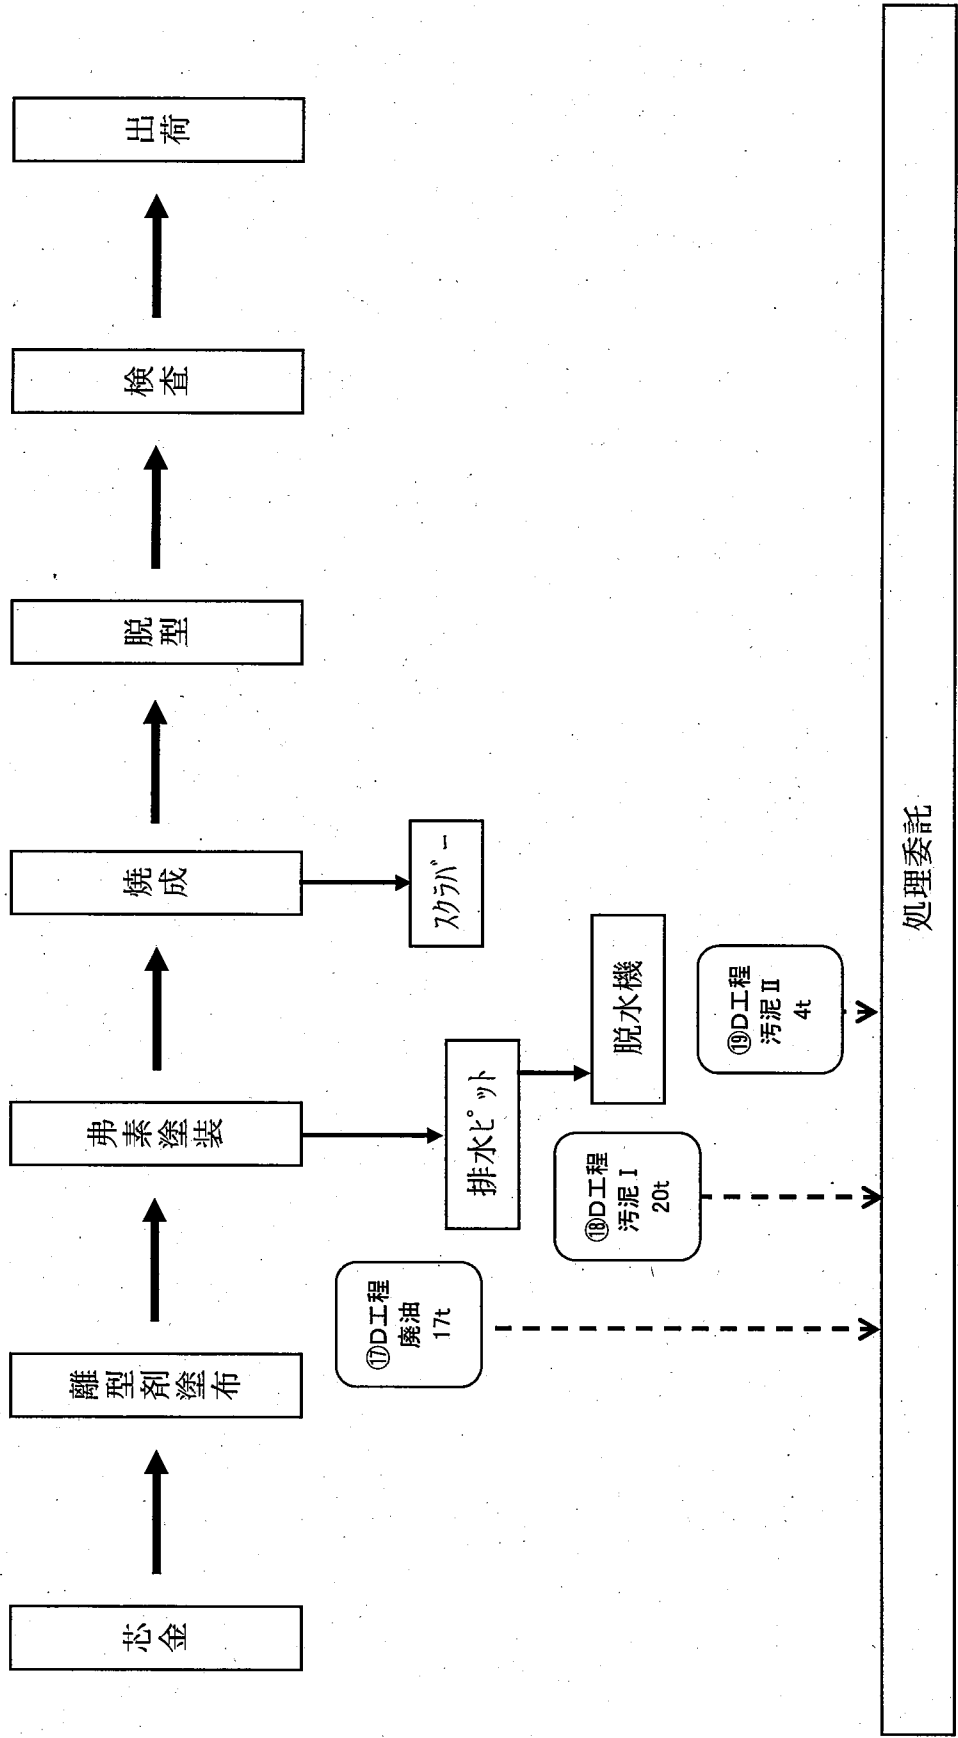 芯金
離型剤塗布
弗素塗装
焼成
脱型
検査
出荷
⑰D工程
廃油
17t
排水ピット
スクラバー
⑱D工程
汚泥Ⅰ
20t
脱水機
⑲D工程
汚泥Ⅱ
4t
処理委託